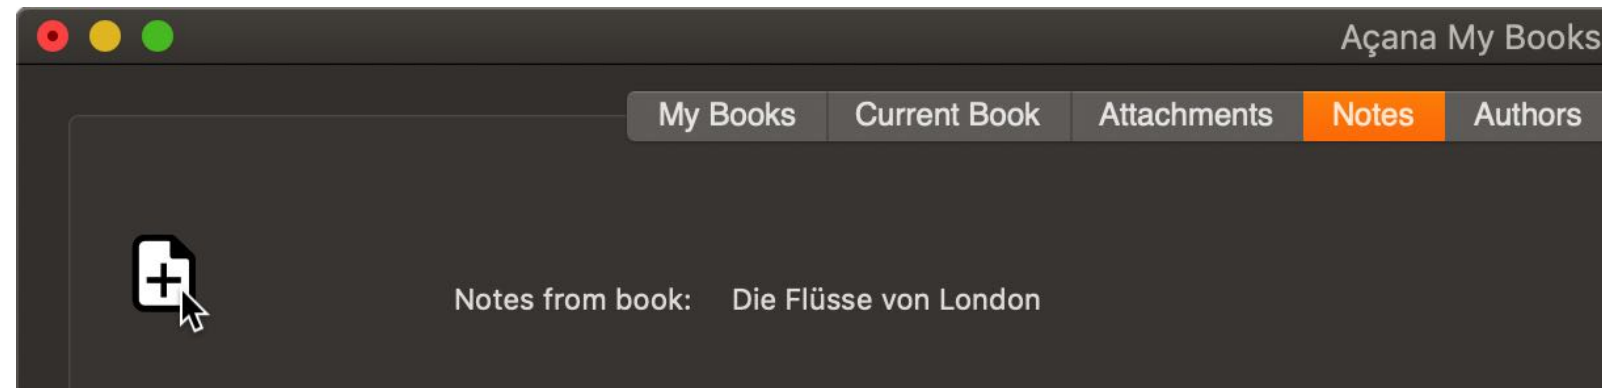 Açana My Books
My Books Current Book Attachments Notes Authors
Notes from book: Die Flüsse von London